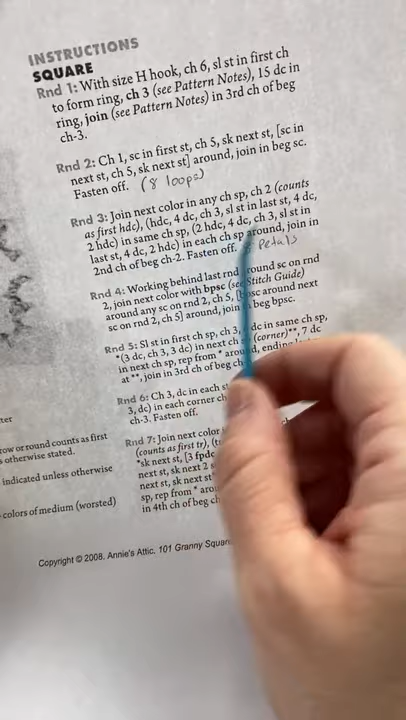 INSTRUCTIONS
SQUARE
Rnd 1: With size H hook, ch 6, sl st in first ch
to form ring, ch 3 (see Pattern Notes), 15 dc in
ring, join (see Pattern Notes) in 3rd ch of beg
ch-3.
Rnd 2: Ch 1, sc in first st, ch 5, sk next st, [sc in
next st, ch 5, sk next st] around, join in beg sc.
Fasten off. (8 loops)
Rnd 3: Join next color in any ch sp, ch 2 (counts
as first hdc), (hdc, 4 dc, ch 3, sl st in last st, 4 dc,
2 hdc) in same ch sp, (2 hdc, 4 dc, ch 3, sl st in
last st, 4 dc, 2 hdc) in each ch sp around, join in
2nd ch of beg ch-2. Fasten off. petals
Rnd 4: Working behind last rnd, round sc on rnd
2, join next color with bpsc (see Stitch Guide)
around any sc on rnd 2, ch 5, [bpsc around next
sc on rnd 2, ch 5] around, join beg bpsc.
Rnd 5: Sl st in first ch sp, ch 3, dc in same ch sp,
*(3 dc, ch 3, 3 dc) in next ch (corner)**, 7 dc
in next ch sp, rep from * around, ending
at **, join in 3rd ch of beg ch
Rnd 6: Ch 3, dc in each st
3, dc) in each corner ch
ch-3. Fasten off.
Rnd 7: Join next color
(counts as first tr),
*sk next st, [3 fpdc
next st, sk next 2 s
next st, sk next st
sp, rep from * arou
in 4th ch of beg ch
row or round counts as first
otherwise stated.
indicated unless otherwise
colors of medium (worsted)
Copyright © 2008, Annie's Attic, 101 Granny Squar